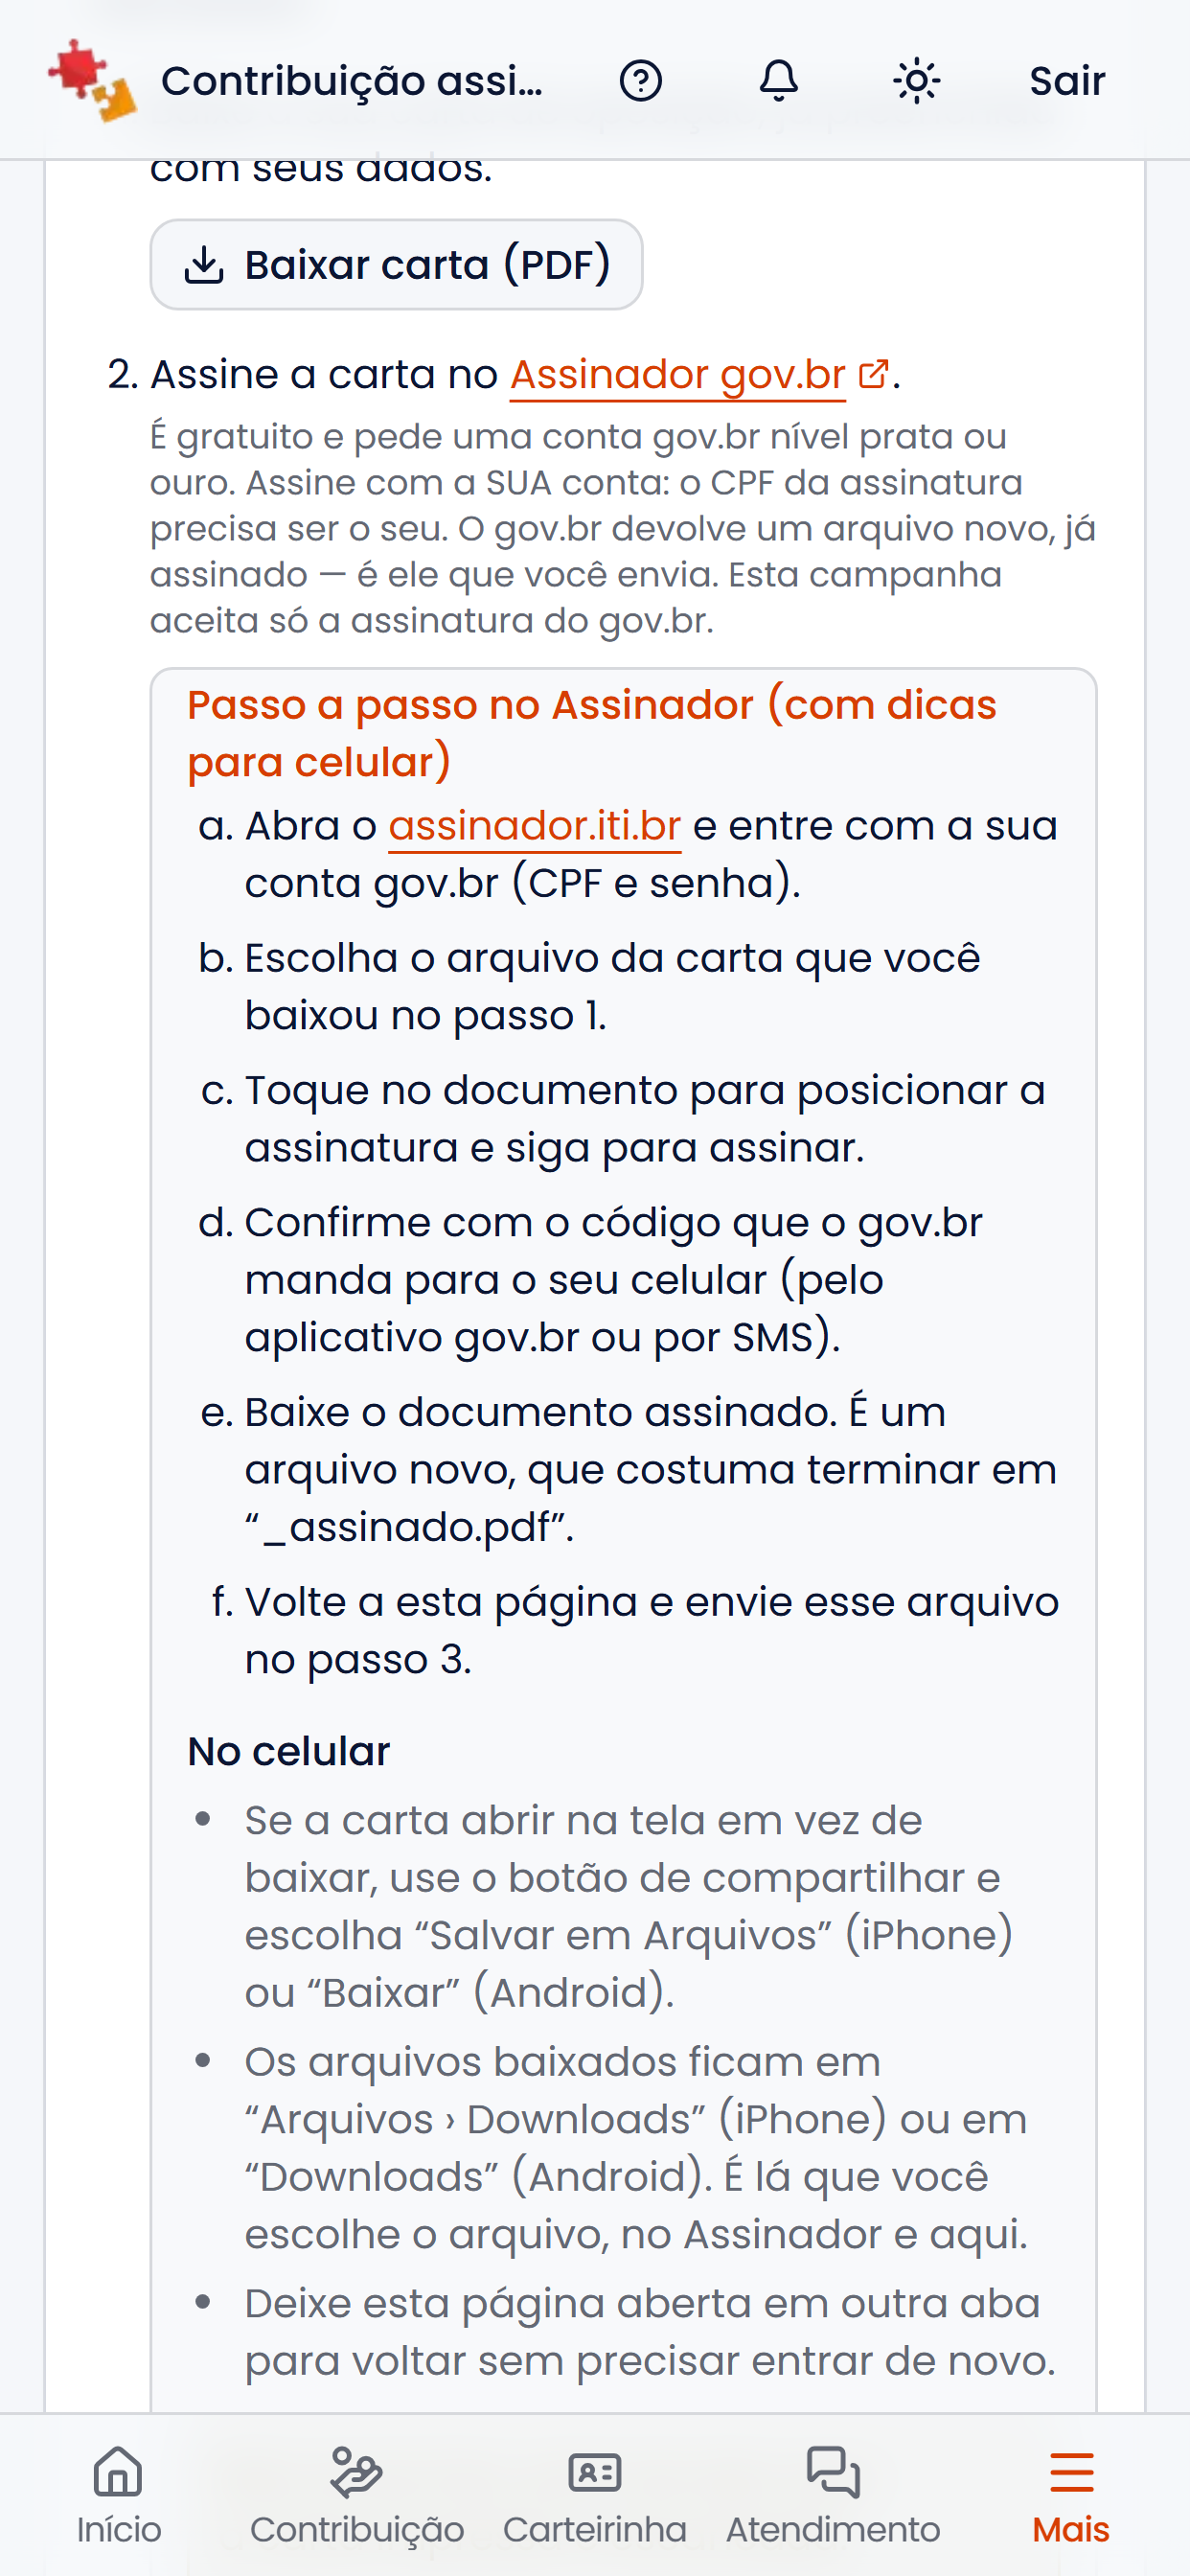 Contribuição assi...
Sair
com seus dados.
Baixar carta (PDF)
2. Assine a carta no Assinador gov.br.
É gratuito e pede uma conta gov.br nível prata ou
ouro. Assine com a SUA conta: o CPF da assinatura
precisa ser o seu. O gov.br devolve um arquivo novo, já
assinado — é ele que você envia. Esta campanha
aceita só a assinatura do gov.br.
Passo a passo no Assinador (com dicas
para celular)
a. Abra o assinador.iti.br e entre com a sua
conta gov.br (CPF e senha).
b. Escolha o arquivo da carta que você
baixou no passo 1.
c. Toque no documento para posicionar a
assinatura e siga para assinar.
d. Confirme com o código que o gov.br
manda para o seu celular (pelo
aplicativo gov.br ou por SMS).
e. Baixe o documento assinado. É um
arquivo novo, que costuma terminar em
“_assinado.pdf”.
f. Volte a esta página e envie esse arquivo
no passo 3.
No celular
• Se a carta abrir na tela em vez de
baixar, use o botão de compartilhar e
escolha “Salvar em Arquivos” (iPhone)
ou “Baixar” (Android).
• Os arquivos baixados ficam em
“Arquivos › Downloads” (iPhone) ou em
“Downloads” (Android). É lá que você
escolhe o arquivo, no Assinador e aqui.
• Deixe esta página aberta em outra aba
para voltar sem precisar entrar de novo.
Início
Contribuição
Carteirinha
Atendimento
Mais